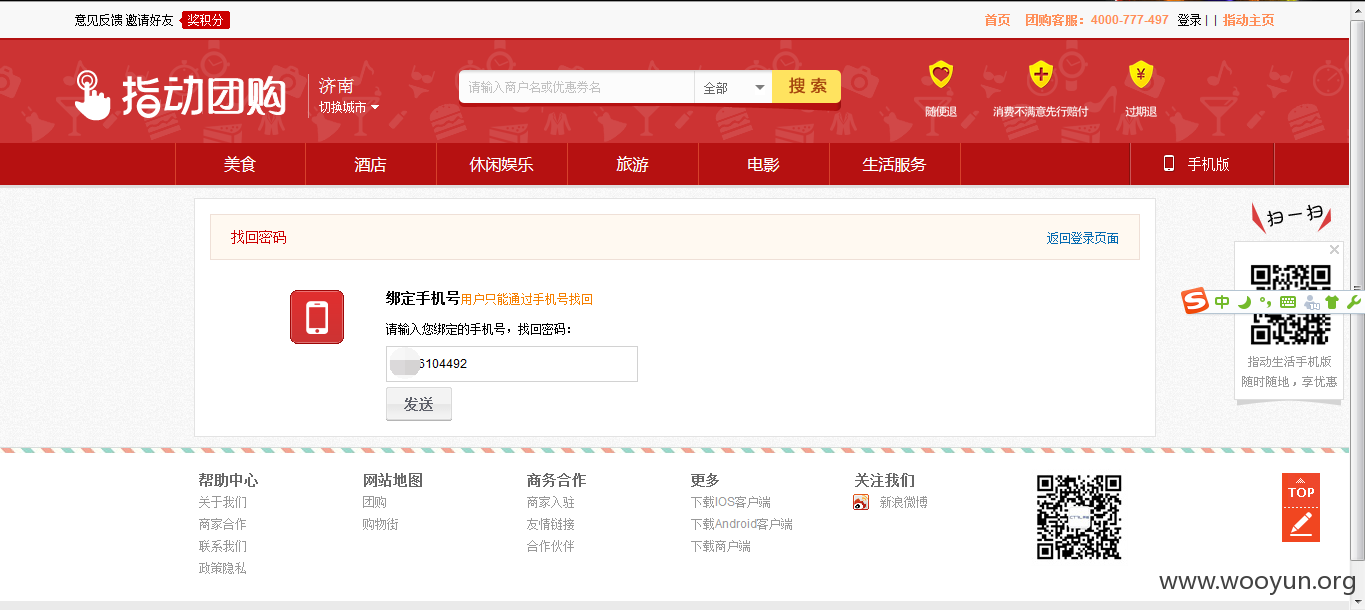 意见反馈 邀请好友 奖积分 首页 团购客服：4000-777-497 登录 | | 指动主页
指动团购
济南
切换城市
请输入商户名或优惠券名 全部 搜 索
随便退 消费不满意先行赔付 过期退
美食 酒店 休闲娱乐 旅游 电影 生活服务 手机版
扫一扫
找回密码 返回登录页面
中
绑定手机号用户只能通过手机号找回
请输入您绑定的手机号，找回密码：
6104492
发送
指动生活手机版
随时随地，享优惠
帮助中心 网站地图 商务合作 更多 关注我们
关于我们 团购 商家入驻 下载IOS客户端 新浪微博
商家合作 购物街 友情链接 下载Android客户端
联系我们 合作伙伴 下载商户端
政策隐私
TOP
www.wooyun.org